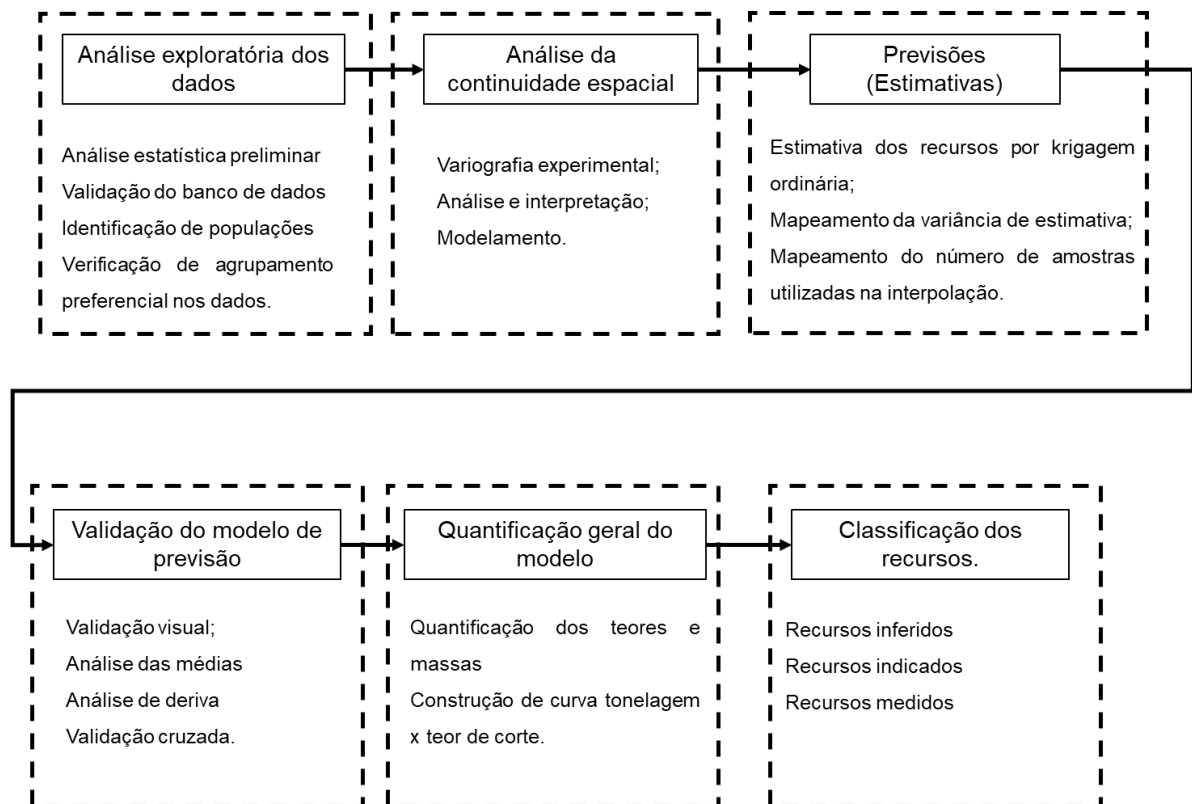 Análise exploratória dos
dados
Análise estatística preliminar
Validação do banco de dados
Identificação de populações
Verificação de agrupamento
preferencial nos dados.
Análise da
continuidade espacial
Variografia experimental;
Análise e interpretação;
Modelamento.
Previsões
(Estimativas)
Estimativa dos recursos por krigagem
ordinária;
Mapeamento da variância de estimativa;
Mapeamento do número de amostras
utilizadas na interpolação.
Validação do modelo de
previsão
Validação visual;
Análise das médias
Análise de deriva
Validação cruzada.
Quantificação geral do
modelo
Quantificação dos teores e
massas
Construção de curva tonelagem
x teor de corte.
Classificação dos
recursos.
Recursos inferidos
Recursos indicados
Recursos medidos